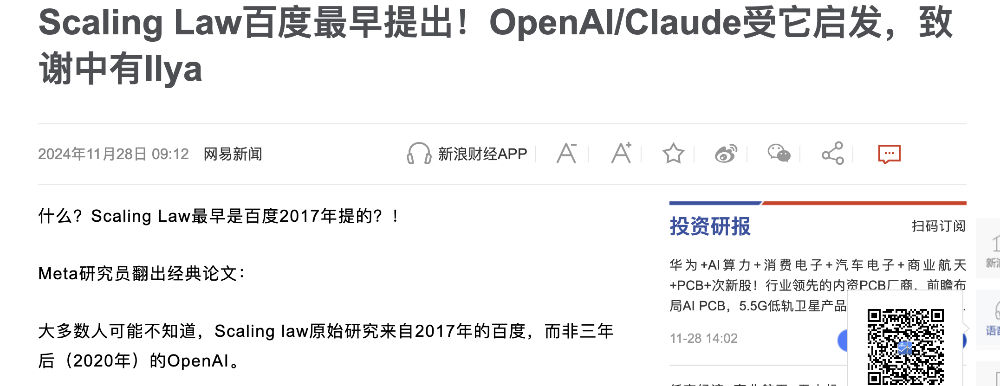 Scaling Law百度最早提出！OpenAI/Claude受它启发，致
谢中有Ilya
2024年11月28日 09:12 网易新闻
新浪财经APP
什么？Scaling Law最早是百度2017年提的？！
Meta研究员翻出经典论文：
大多数人可能不知道，Scaling law原始研究来自2017年的百度，而非三年
后（2020年）的OpenAI。
投资研报
扫码订阅
华为+AI算力+消费电子+汽车电子+商业航天
+PCB+次新股！行业领先的内资PCB厂商，前瞻布
局AI PCB，5.5G低轨卫星产品
11-28 14:02